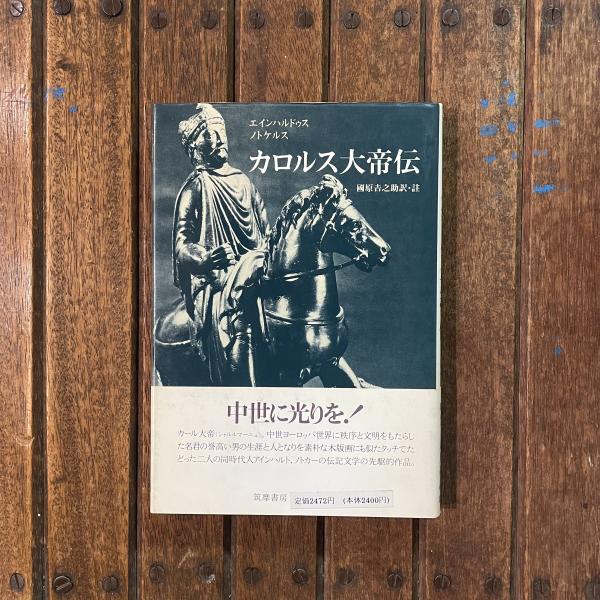 エインハルドゥス
ノトケルス
カロルス大帝伝
國原吉之助訳・註
中世に光りを!
カール大帝(シャルルマーニュ)。中世ヨーロッパ世界に秩序と文明をもたらし
た名君の誉高い男の生涯と人となりを素朴な木版画にも似たタッチでた
どった二人の同時代人アインハルト、ノトカーの伝記文学の先駆的作品。
筑摩書房 定価2472円 (本体2400円)